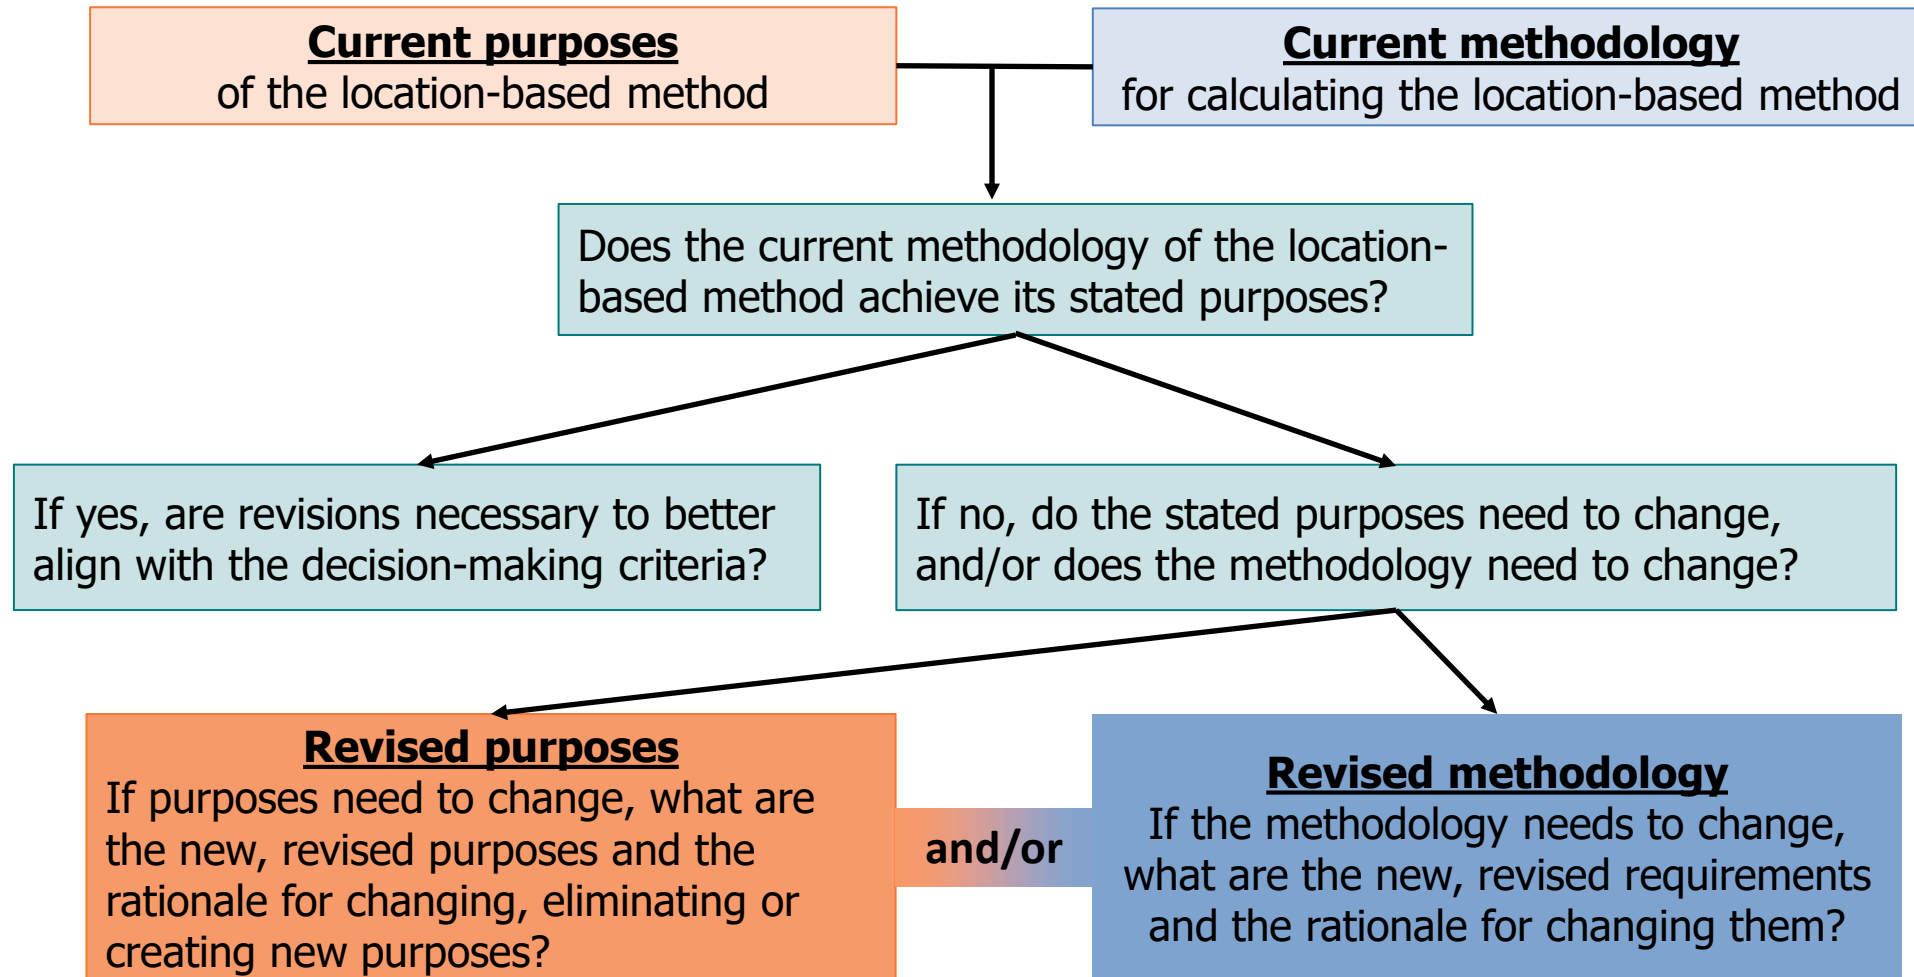 Current purposes
of the location-based method
Current methodology
for calculating the location-based method
Does the current methodology of the location-
based method achieve its stated purposes?
If yes, are revisions necessary to better
align with the decision-making criteria?
If no, do the stated purposes need to change,
and/or does the methodology need to change?
Revised purposes
If purposes need to change, what are
the new, revised purposes and the
rationale for changing, eliminating or
creating new purposes?
and/or
Revised methodology
If the methodology needs to change,
what are the new, revised requirements
and the rationale for changing them?